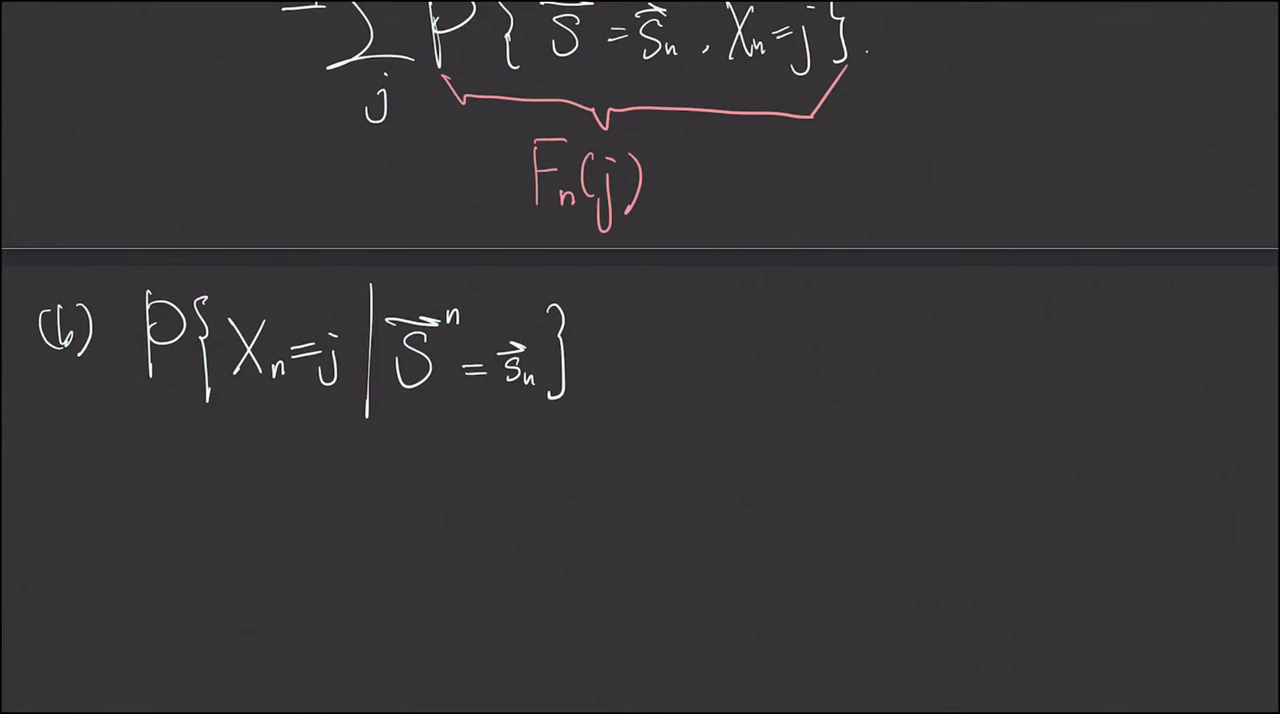 = ∑ P{ S⃗ = s⃗ₙ , Xₙ = j }.
j
Fₙ(j)
(b) P{ Xₙ = j | S⃗ⁿ = s⃗ₙ }